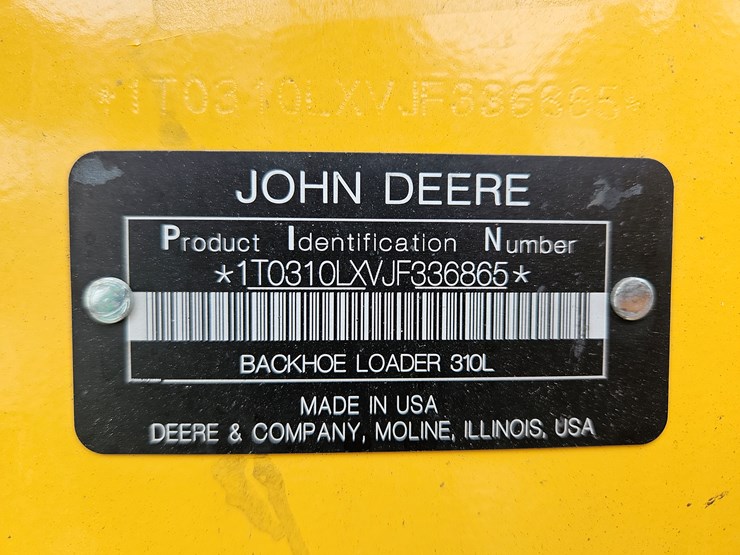 *1T0310LXVJF336865*
JOHN DEERE
Product Identification Number
*1T0310LXVJF336865*
BACKHOE LOADER 310L
MADE IN USA
DEERE & COMPANY, MOLINE, ILLINOIS, USA